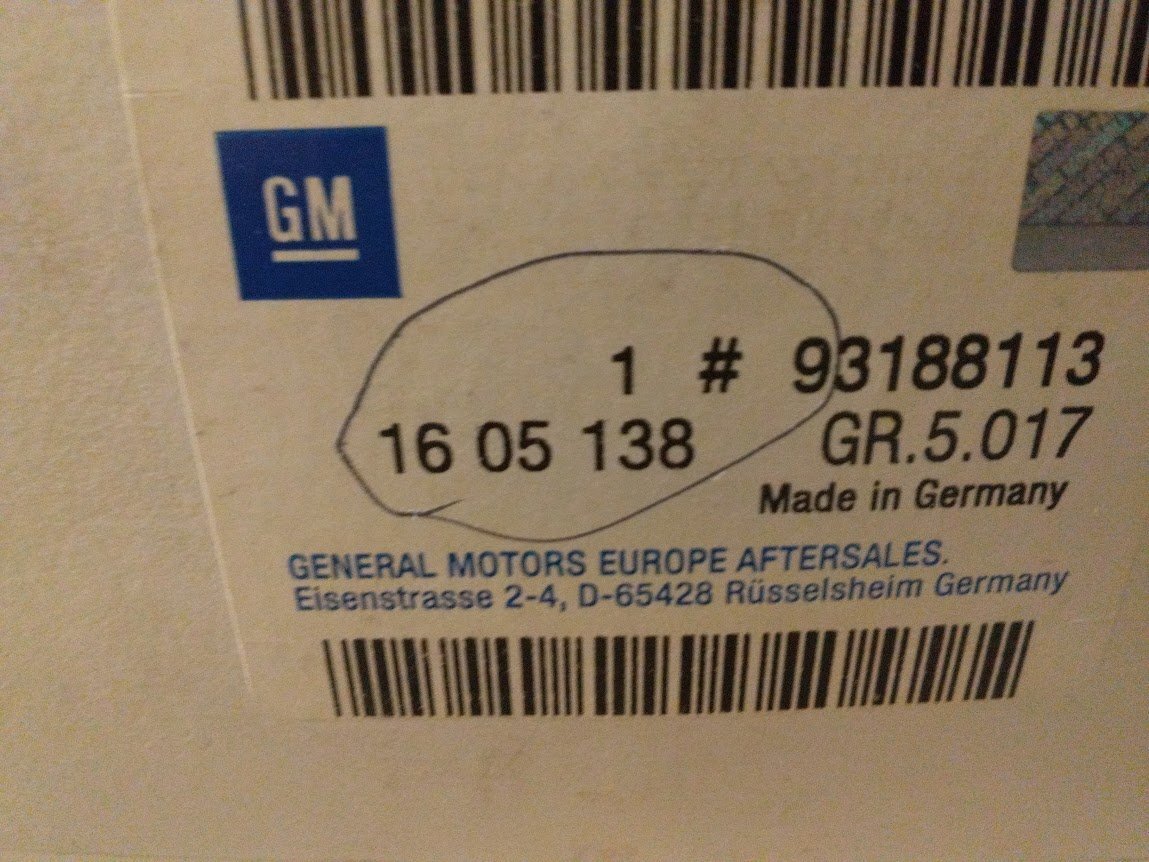 GM
1 # 93188113
16 05 138 GR.5.017
Made in Germany
GENERAL MOTORS EUROPE AFTERSALES.
Eisenstrasse 2-4, D-65428 Rüsselsheim Germany